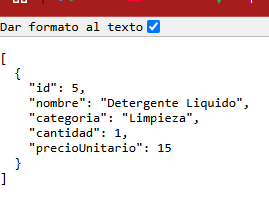 Dar formato al texto
[
  {
    "id": 5,
    "nombre": "Detergente Liquido",
    "categoria": "Limpieza",
    "cantidad": 1,
    "precioUnitario": 15
  }
]